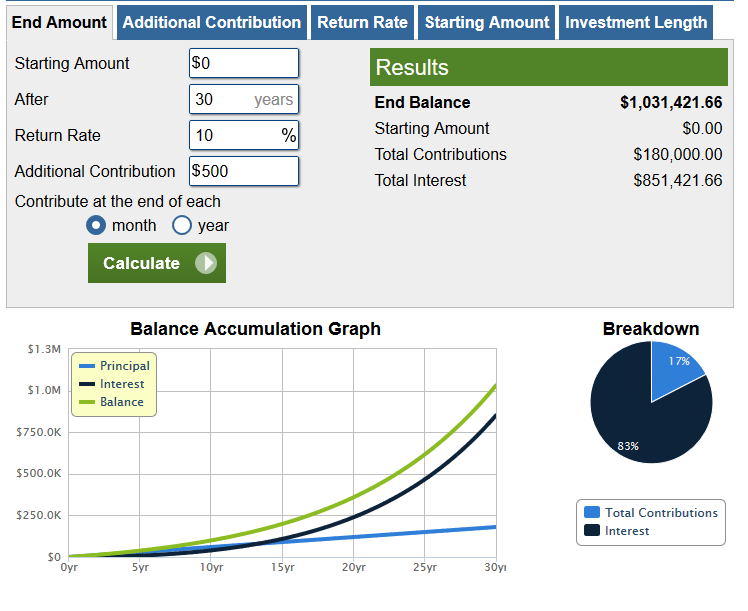 End Amount Additional Contribution Return Rate Starting Amount Investment Length
Starting Amount $0
After 30 years
Return Rate 10 %
Additional Contribution $500
Contribute at the end of each
month year
Calculate
Results
End Balance $1,031,421.66
Starting Amount $0.00
Total Contributions $180,000.00
Total Interest $851,421.66
Balance Accumulation Graph
$1.3M
$1.0M
$750.0K
$500.0K
$250.0K
$0
Principal
Interest
Balance
0yr 5yr 10yr 15yr 20yr 25yr 30yr
Breakdown
17%
83%
Total Contributions
Interest